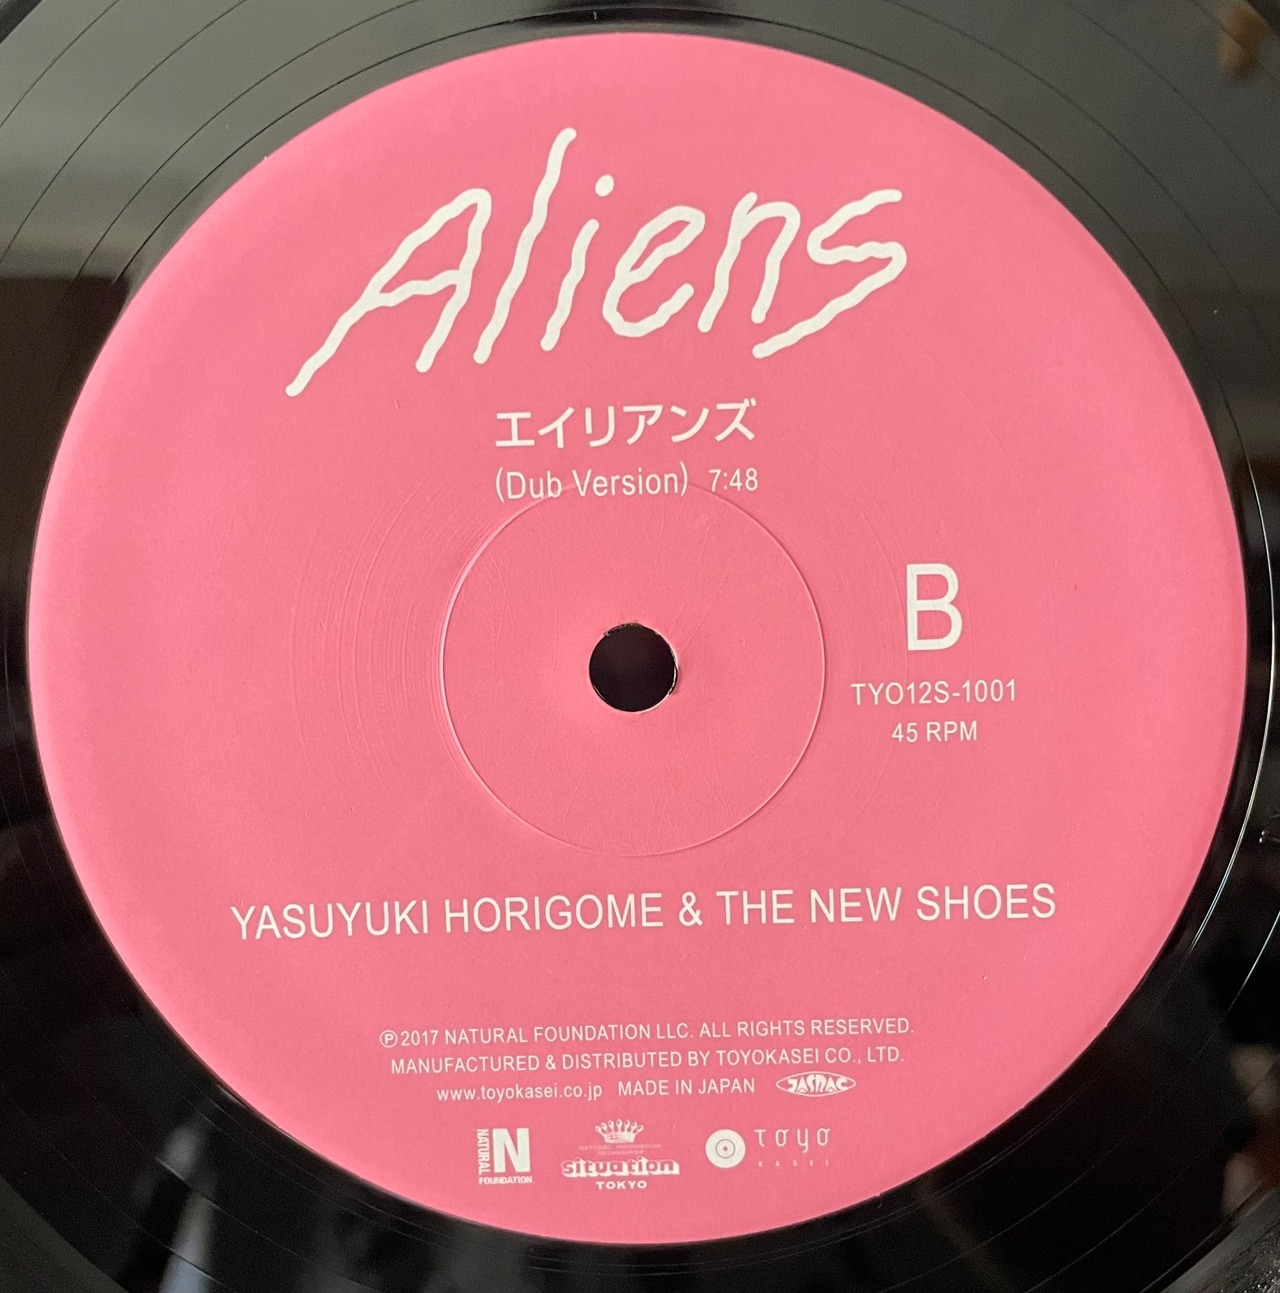 Aliens
エイリアンズ
(Dub Version) 7:48
B
TYO12S-1001
45 RPM
YASUYUKI HORIGOME & THE NEW SHOES
Ⓟ2017 NATURAL FOUNDATION LLC. ALL RIGHTS RESERVED.
MANUFACTURED & DISTRIBUTED BY TOYOKASEI CO., LTD.
www.toyokasei.co.jp MADE IN JAPAN JASRAC
NATURAL N FOUNDATION
situation
TOKYO
TOYO
KASEI